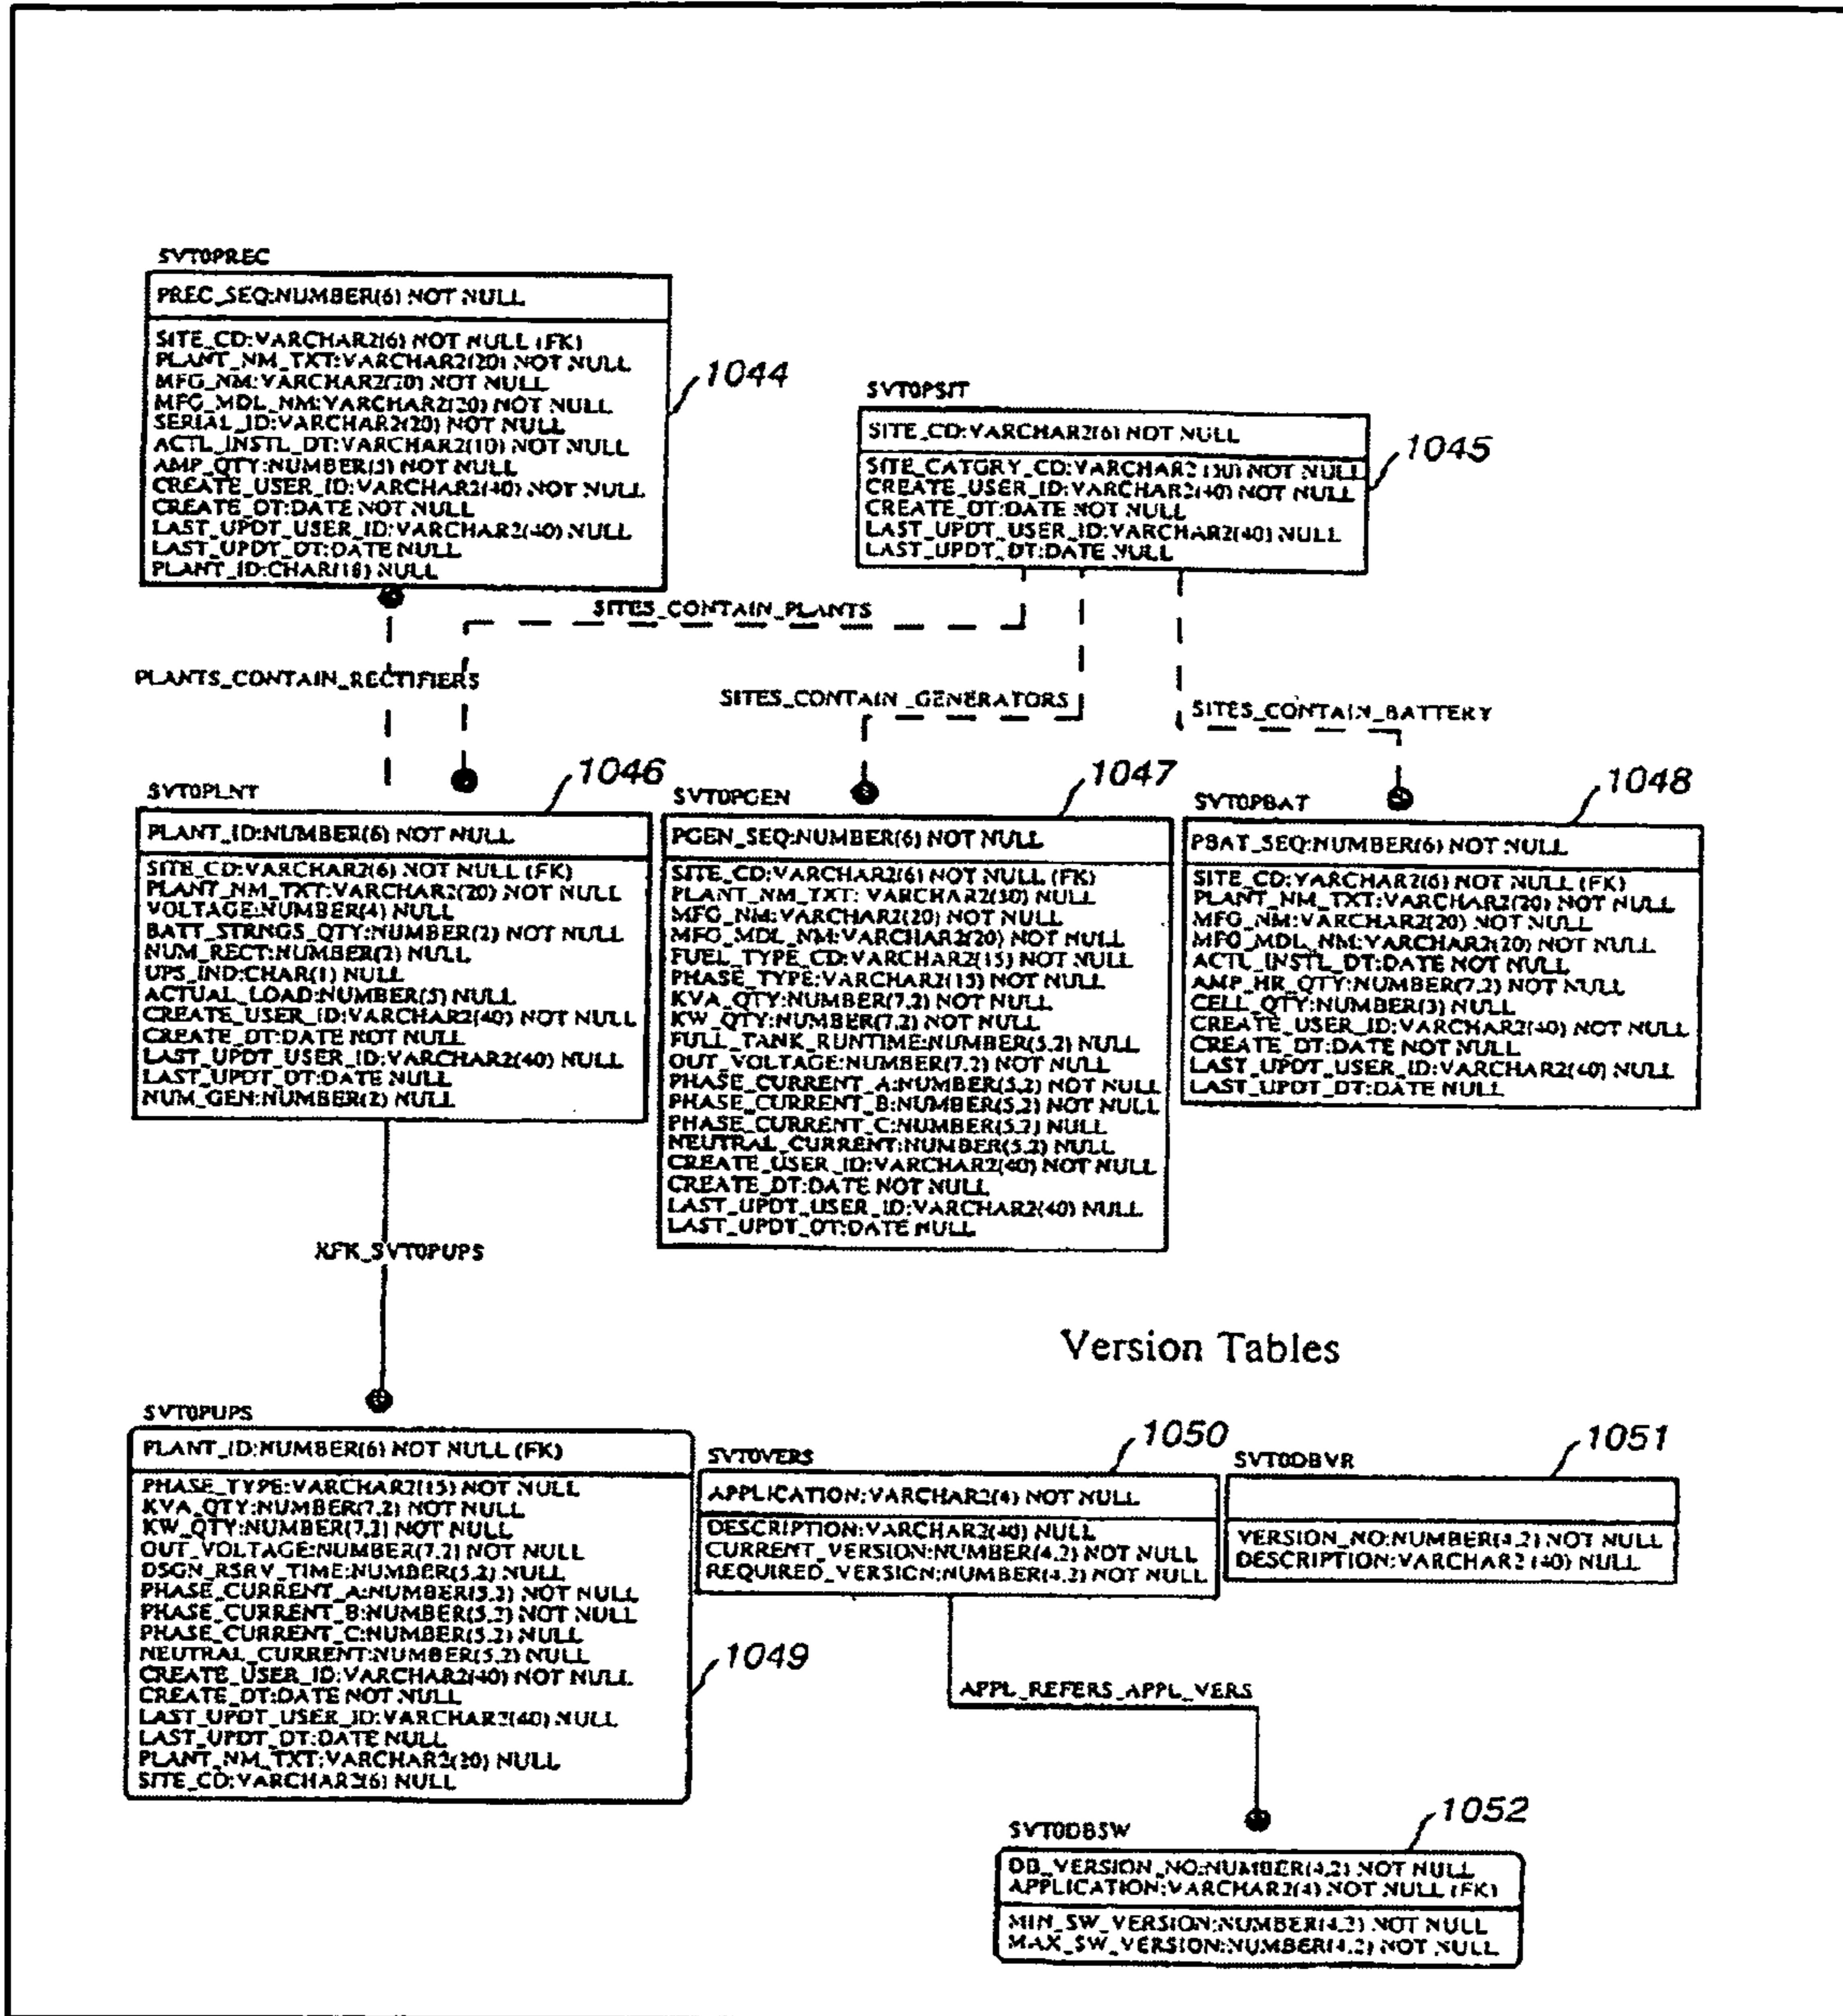 SVT0PREC
PREC_SEQ:NUMBER(6) NOT NULL
SITE_CD:VARCHAR2(6) NOT NULL (FK)
PLANT_NM_TXT:VARCHAR2(20) NOT NULL
MFG_NM:VARCHAR2(20) NOT NULL
MFG_MDL_NM:VARCHAR2(20) NOT NULL
SERIAL_ID:VARCHAR2(20) NOT NULL
ACTL_INSTL_DT:VARCHAR2(10) NOT NULL
NOT NULL
CREATE_USER_ID:VARCHAR2(40) NOT NULL
CREATE_DT:DATE NOT NULL
LAST_UPDT_USER_ID:VARCHAR2(40) NULL
LAST_UPDT_DT:DATE NULL
PLANT_ID:CHAR(18) NULL
1044
SVT0PSIT
SITE_CD:VARCHAR2(6) NOT NULL
NOT NULL
CREATE_USER_ID:VARCHAR2(40) NOT NULL
CREATE_DT:DATE NOT NULL
LAST_UPDT_USER_ID:VARCHAR2(40) NULL
LAST_UPDT_DT:DATE NULL
1045
SITES_CONTAIN_PLANTS
PLANTS_CONTAIN_RECTIFIERS
SITES_CONTAIN_GENERATORS
SITES_CONTAIN_BATTERY
SVT0PLNT
1046
PLANT_ID:NUMBER(6) NOT NULL
SITE_CD:VARCHAR2(6) NOT NULL (FK)
PLANT_NM_TXT:VARCHAR2(20) NOT NULL
VOLTAGE:NUMBER(4) NULL
BATT_STRNGS_QTY:NUMBER(2) NOT NULL
NUM_RECT:NUMBER(2) NULL
UPS_IND:CHAR(1) NULL
ACTUAL_LOAD:NUMBER(5) NULL
CREATE_USER_ID:VARCHAR2(40) NOT NULL
CREATE_DT:DATE NOT NULL
LAST_UPDT_USER_ID:VARCHAR2(40) NULL
LAST_UPDT_DT:DATE NULL
NUM_GEN:NUMBER(2) NULL
SVT0PGEN
1047
PGEN_SEQ:NUMBER(6) NOT NULL
SITE_CD:VARCHAR2(6) NOT NULL (FK)
PLANT_NM_TXT: NULL
MFG_NM:VARCHAR2(20) NOT NULL
MFG_MDL_NM:VARCHAR2(20) NOT NULL
FUEL_TYPE_CD:VARCHAR2(15) NOT NULL
PHASE_TYPE:VARCHAR2(15) NOT NULL
KVA_QTY:NUMBER(7,2) NOT NULL
KW_QTY:NUMBER(7,2) NOT NULL
FULL_TANK_RUNTIME:NUMBER(5,2) NULL
OUT_VOLTAGE:NUMBER(7,2) NOT NULL
PHASE_CURRENT_A:NUMBER(5,2) NOT NULL
PHASE_CURRENT_B:NUMBER(5,2) NOT NULL
PHASE_CURRENT_C:NUMBER(5,2) NULL
NEUTRAL_CURRENT:NUMBER(5,2) NULL
CREATE_USER_ID:VARCHAR2(40) NOT NULL
CREATE_DT:DATE NOT NULL
LAST_UPDT_USER_ID:VARCHAR2(40) NULL
LAST_UPDT_DT:DATE NULL
SVT0PBAT
1048
PBAT_SEQ:NUMBER(6) NOT NULL
SITE_CD:VARCHAR2(6) NOT NULL (FK)
PLANT_NM_TXT:VARCHAR2(20) NOT NULL
MFG_NM:VARCHAR2(20) NOT NULL
MFG_MDL_NM:VARCHAR2(20) NOT NULL
ACTL_INSTL_DT:DATE NOT NULL
AMP_HR_QTY:NUMBER(7,2) NOT NULL
CELL_QTY:NUMBER(3) NULL
CREATE_USER_ID:VARCHAR2(40) NOT NULL
CREATE_DT:DATE NOT NULL
LAST_UPDT_USER_ID:VARCHAR2(40) NULL
LAST_UPDT_DT:DATE NULL
XFK_SVT0PUPS
SVT0PUPS
PLANT_ID:NUMBER(6) NOT NULL (FK)
PHASE_TYPE:VARCHAR2(15) NOT NULL
KVA_QTY:NUMBER(7,2) NOT NULL
KW_QTY:NUMBER(7,2) NOT NULL
OUT_VOLTAGE:NUMBER(7,2) NOT NULL
DSGN_RSRV_TIME:NUMBER(5,2) NULL
PHASE_CURRENT_A:NUMBER(5,2) NOT NULL
PHASE_CURRENT_B:NUMBER(5,2) NOT NULL
PHASE_CURRENT_C:NUMBER(5,2) NULL
NEUTRAL_CURRENT:NUMBER(5,2) NULL
CREATE_USER_ID:VARCHAR2(40) NOT NULL
CREATE_DT:DATE NOT NULL
LAST_UPDT_USER_ID:VARCHAR2(40) NULL
LAST_UPDT_DT:DATE NULL
PLANT_NM_TXT:VARCHAR2(20) NULL
SITE_CD:VARCHAR2(6) NULL
1049
Version Tables
SVT0VERS
1050
APPLICATION:VARCHAR2(4) NOT NULL
DESCRIPTION:VARCHAR2(40) NULL
CURRENT_VERSION:NUMBER(4,2) NOT NULL
REQUIRED_VERSION:NUMBER(4,2) NOT NULL
SVT0DBVR
1051
VERSION_NO:NUMBER(4,2) NOT NULL
DESCRIPTION:VARCHAR2(40) NULL
APPL_REFERS_APPL_VERS
SVT0DBSW
1052
DB_VERSION_NO:NUMBER(4,2) NOT NULL
APPLICATION:VARCHAR2(4) NOT NULL (FK)
MIN_SW_VERSION:NUMBER(4,2) NOT NULL
MAX_SW_VERSION:NUMBER(4,2) NOT NULL